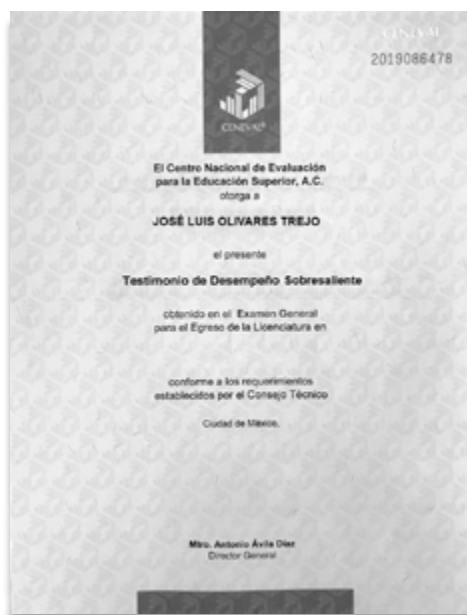 CENEVAL
2019086478
CENEVAL®
El Centro Nacional de Evaluación
para la Educación Superior, A.C.
otorga a
JOSÉ LUIS OLIVARES TREJO
el presente
Testimonio de Desempeño Sobresaliente
obtenido en el Examen General
para el Egreso de la Licenciatura en
conforme a los requerimientos
establecidos por el Consejo Técnico
Ciudad de México,
Mtro. Antonio Ávila Díaz
Director General